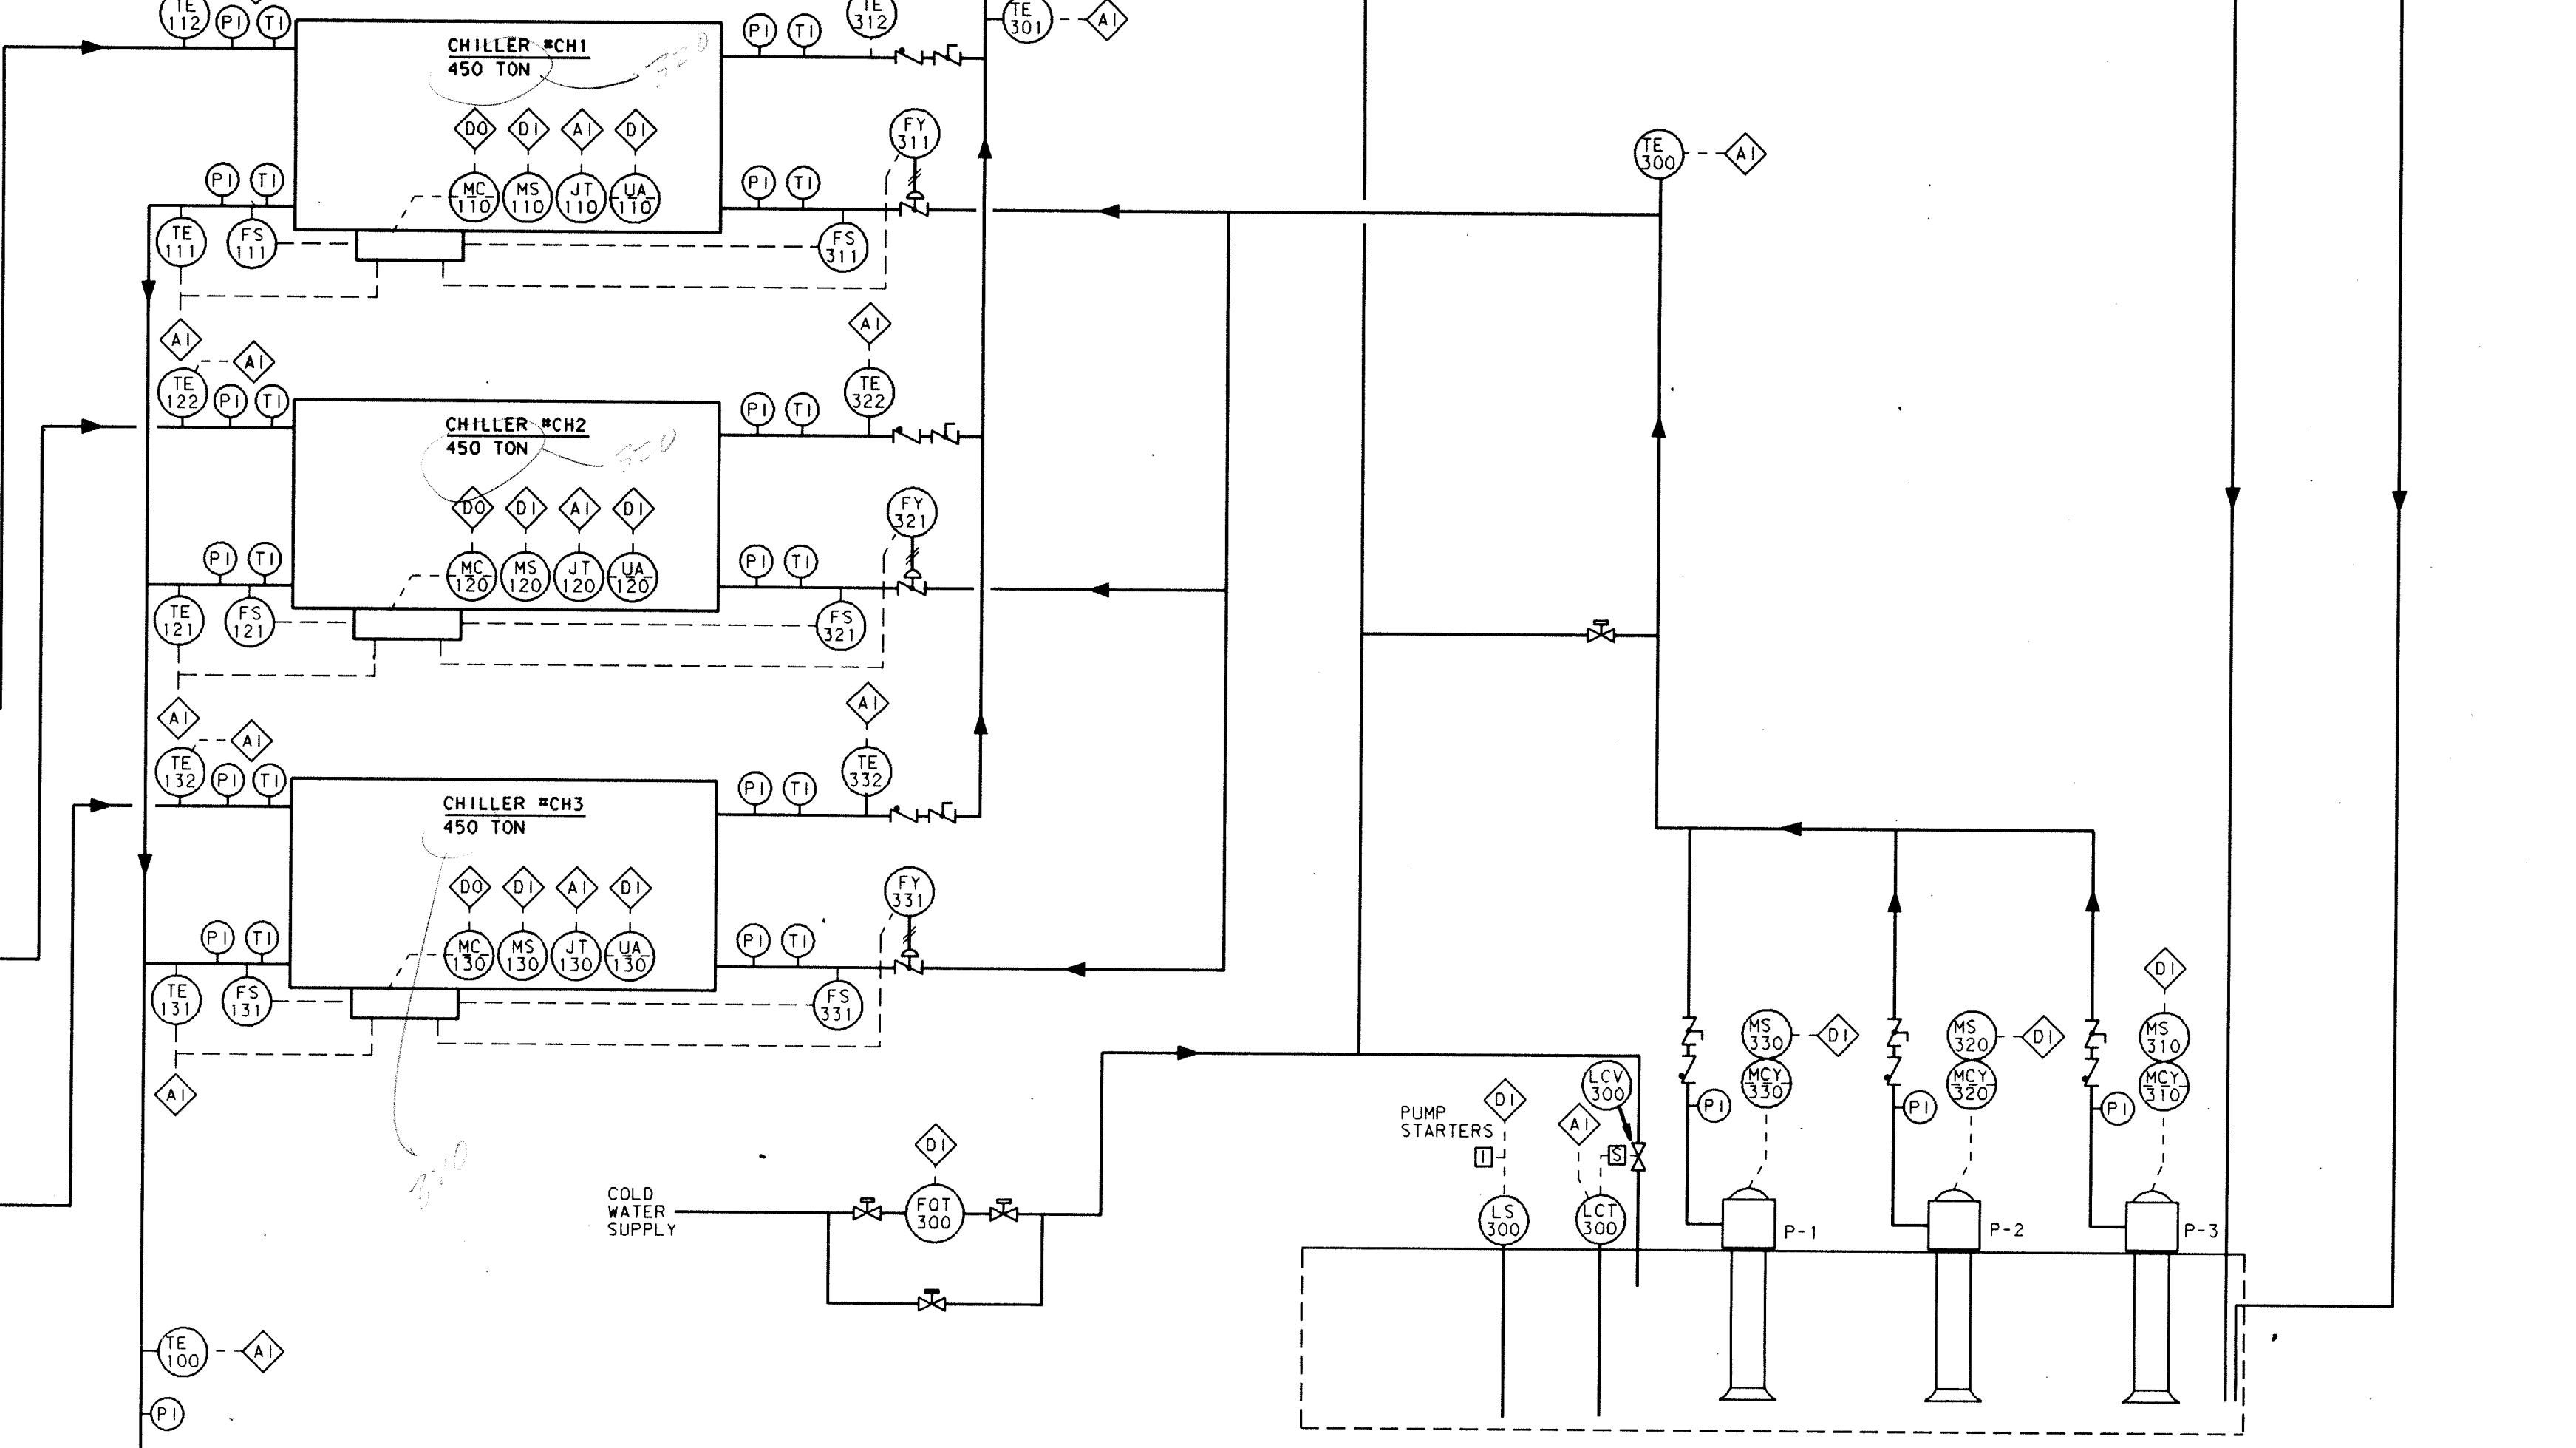 TE
112
PI
TI
CHILLER #CH1
450 TON
PI
TI
TE
312
TE
301
AI
DO
DI
AI
DI
MC
110
MS
110
JT
110
UA
110
FY
311
PI
TI
PI
TI
TE
111
FS
111
FS
311
AI
TE
300
AI
AI
TE
122
AI
PI
TI
CHILLER #CH2
450 TON
PI
TI
TE
322
DO
DI
AI
DI
MC
120
MS
120
JT
120
UA
120
FY
321
PI
TI
PI
TI
TE
121
FS
121
FS
321
AI
AI
TE
132
AI
PI
TI
CHILLER #CH3
450 TON
PI
TI
TE
332
DO
DI
AI
DI
MC
130
MS
130
JT
130
UA
130
FY
331
PI
TI
PI
TI
TE
131
FS
131
FS
331
AI
COLD
WATER
SUPPLY
DI
FQT
300
PUMP
STARTERS
DI
I
LS
300
AI
LCT
300
S
LCV
300
MS
330
DI
MCY
330
PI
P-1
MS
320
DI
MCY
320
PI
P-2
DI
MS
310
MCY
310
PI
P-3
TE
100
AI
PI